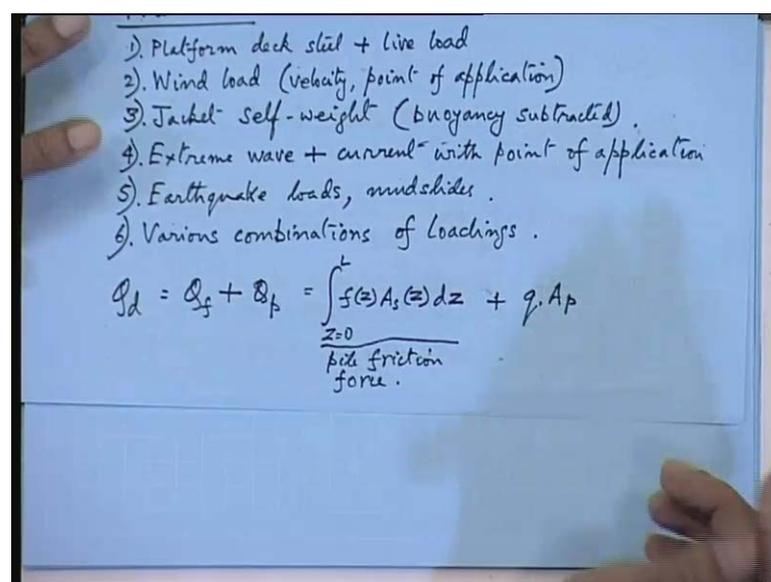 1). Platform deck steel + live load
2). Wind load (velocity, point of application)
3). Jacket self-weight (buoyancy subtracted).
4). Extreme wave + current with point of application
5). Earthquake loads, mudslides.
6). Various combinations of Loadings.
Qd = Qf + Qp = ∫_{z=0}^{L} f(z) As(z) dz + q.Ap
pile friction
force.